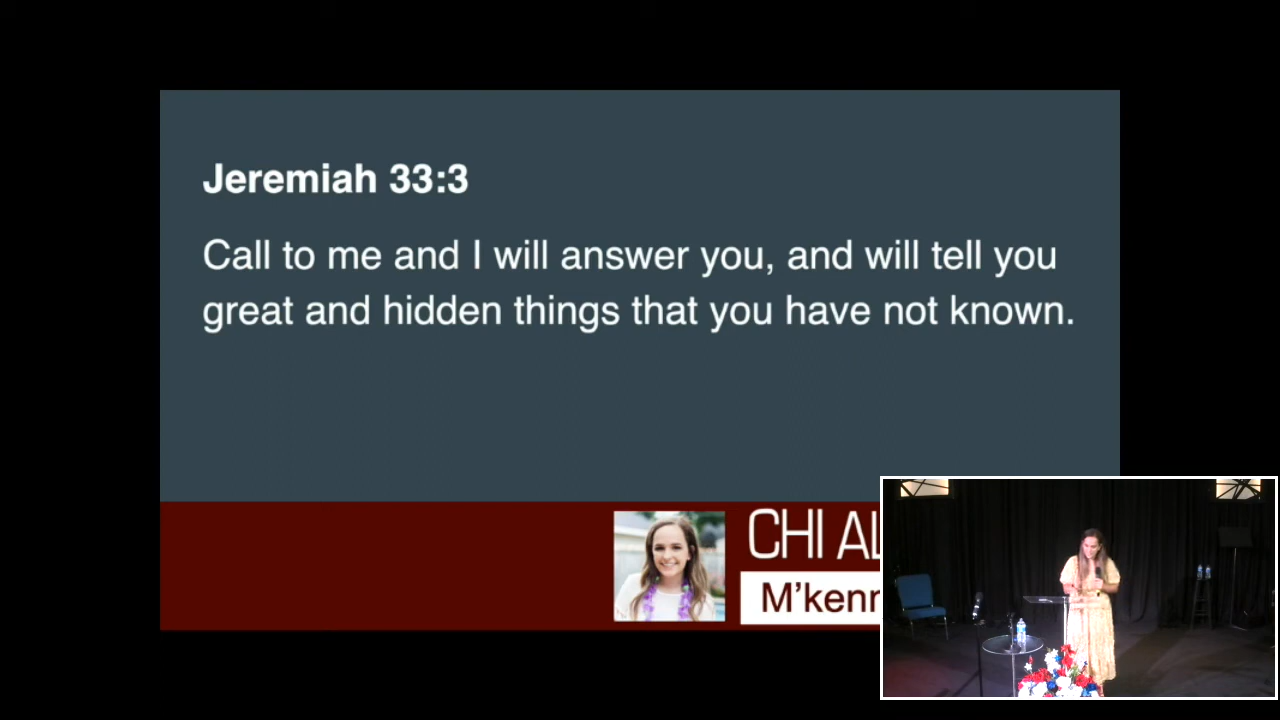 Jeremiah 33:3
Call to me and I will answer you, and will tell you
great and hidden things that you have not known.
CHI AL
M’kenn